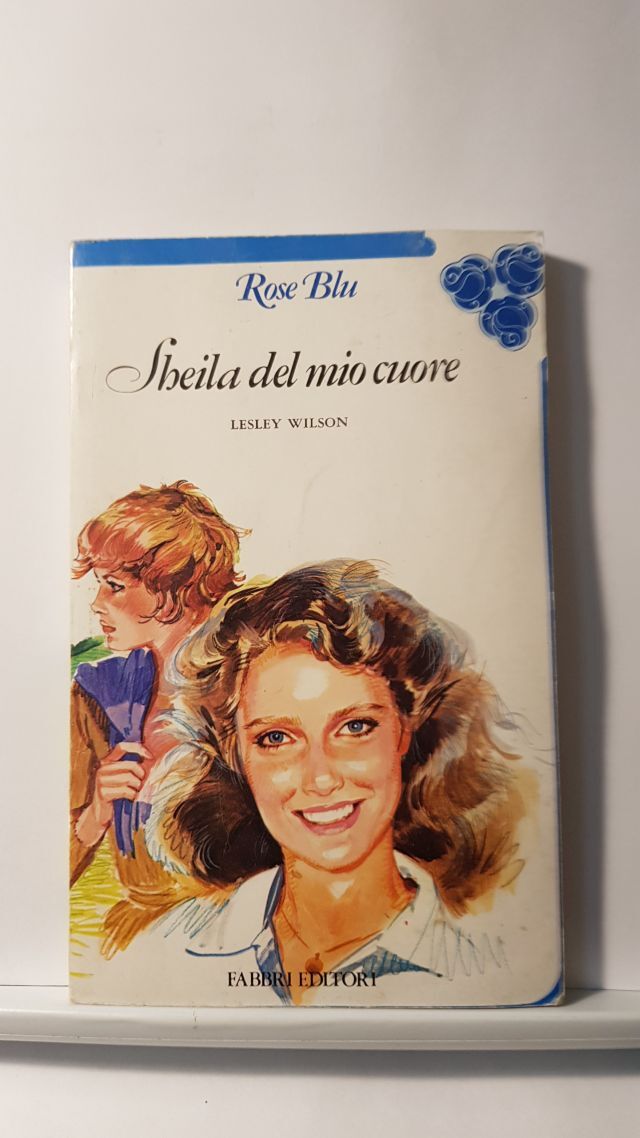 Rose Blu
Sheila del mio cuore
LESLEY WILSON
FABBRI EDITORI